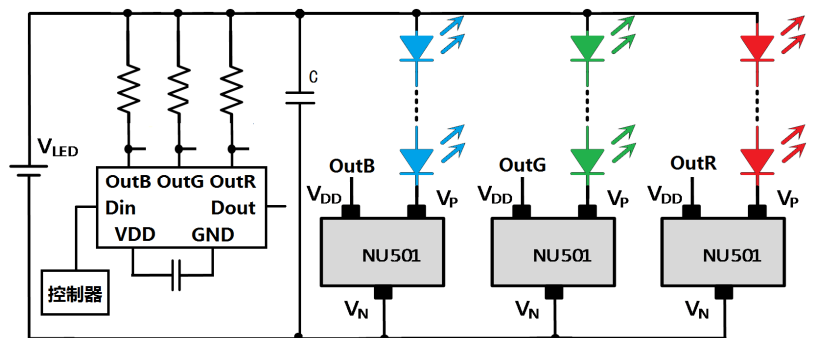 C
VLED
OutB OutG OutR
Din Dout
VDD GND
控制器
OutB
VDD
VP
NU501
VN
OutG
VDD
VP
NU501
VN
OutR
VDD
VP
NU501
VN